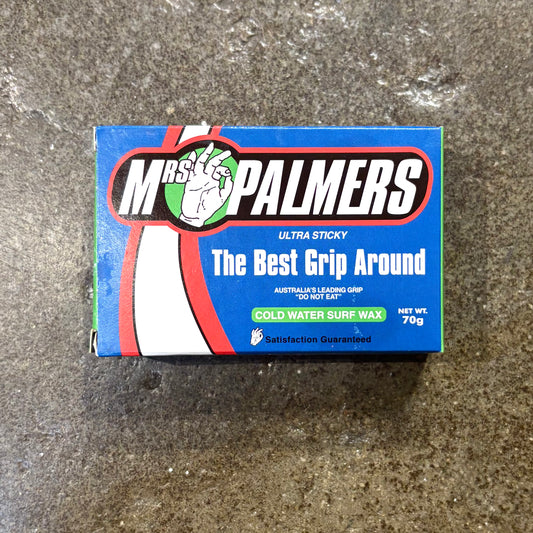 MRS PALMERS
ULTRA STICKY
The Best Grip Around
AUSTRALIA'S LEADING GRIP
"DO NOT EAT"
COLD WATER SURF WAX
NET WT.
70g
Satisfaction Guaranteed